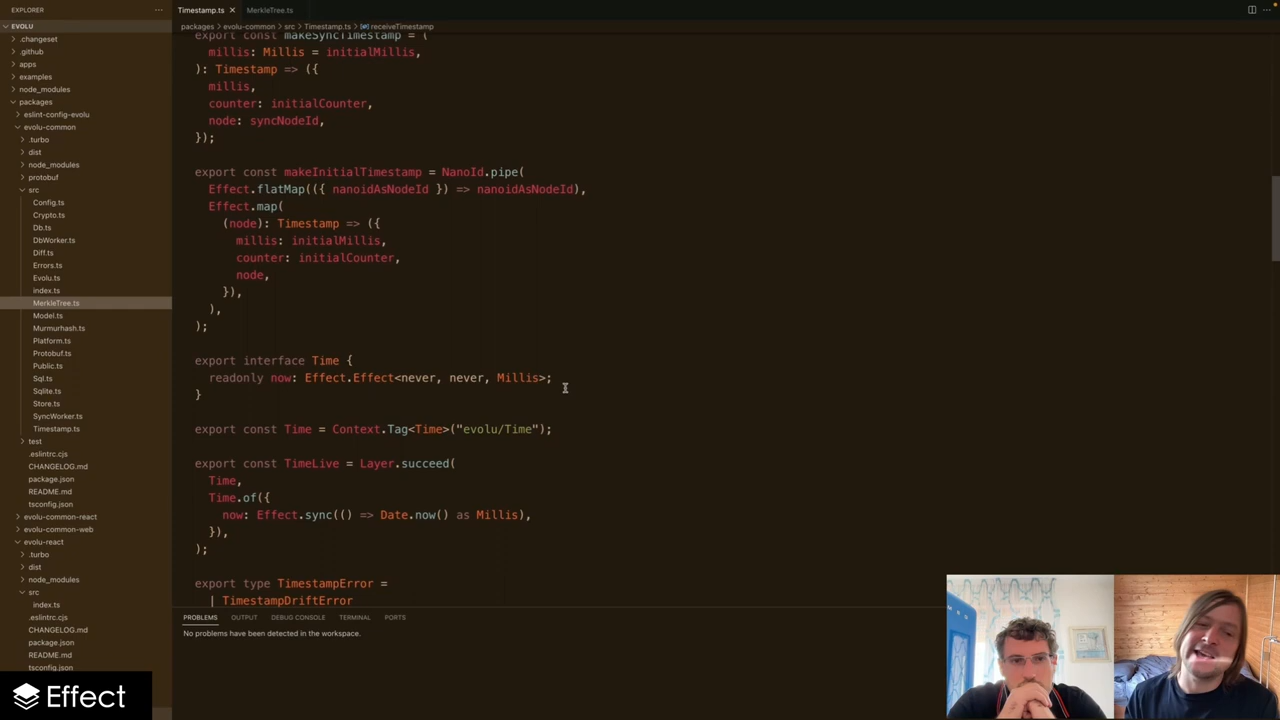 EXPLORER
···
Timestamp.ts ×
MerkleTree.ts
···
EVOLU
packages > evolu-common > src > Timestamp.ts > receiveTimestamp
.changeset
.github
apps
examples
node_modules
packages
eslint-config-evolu
evolu-common
.turbo
dist
node_modules
protobuf
src
Config.ts
Crypto.ts
Db.ts
DbWorker.ts
Diff.ts
Errors.ts
Evolu.ts
index.ts
MerkleTree.ts
Model.ts
Murmurhash.ts
Platform.ts
Protobuf.ts
Public.ts
Sql.ts
Sqlite.ts
Store.ts
SyncWorker.ts
Timestamp.ts
test
.eslintrc.cjs
CHANGELOG.md
package.json
README.md
tsconfig.json
evolu-common-react
evolu-common-web
evolu-react
.turbo
dist
node_modules
src
index.ts
.eslintrc.cjs
CHANGELOG.md
package.json
README.md
tsconfig.json
export const makeSyncTimestamp = (
millis: Millis = initialMillis,
): Timestamp => ({
millis,
counter: initialCounter,
node: syncNodeId,
});
export const makeInitialTimestamp = NanoId.pipe(
Effect.flatMap(({ nanoidAsNodeId }) => nanoidAsNodeId),
Effect.map(
(node): Timestamp => ({
millis: initialMillis,
counter: initialCounter,
node,
}),
),
);
export interface Time {
readonly now: Effect.Effect<never, never, Millis>;
}
export const Time = Context.Tag<Time>("evolu/Time");
export const TimeLive = Layer.succeed(
Time,
Time.of({
now: Effect.sync(() => Date.now() as Millis),
}),
);
export type TimestampError =
| TimestampDriftError
PROBLEMS OUTPUT DEBUG CONSOLE TERMINAL PORTS
No problems have been detected in the workspace.
Effect